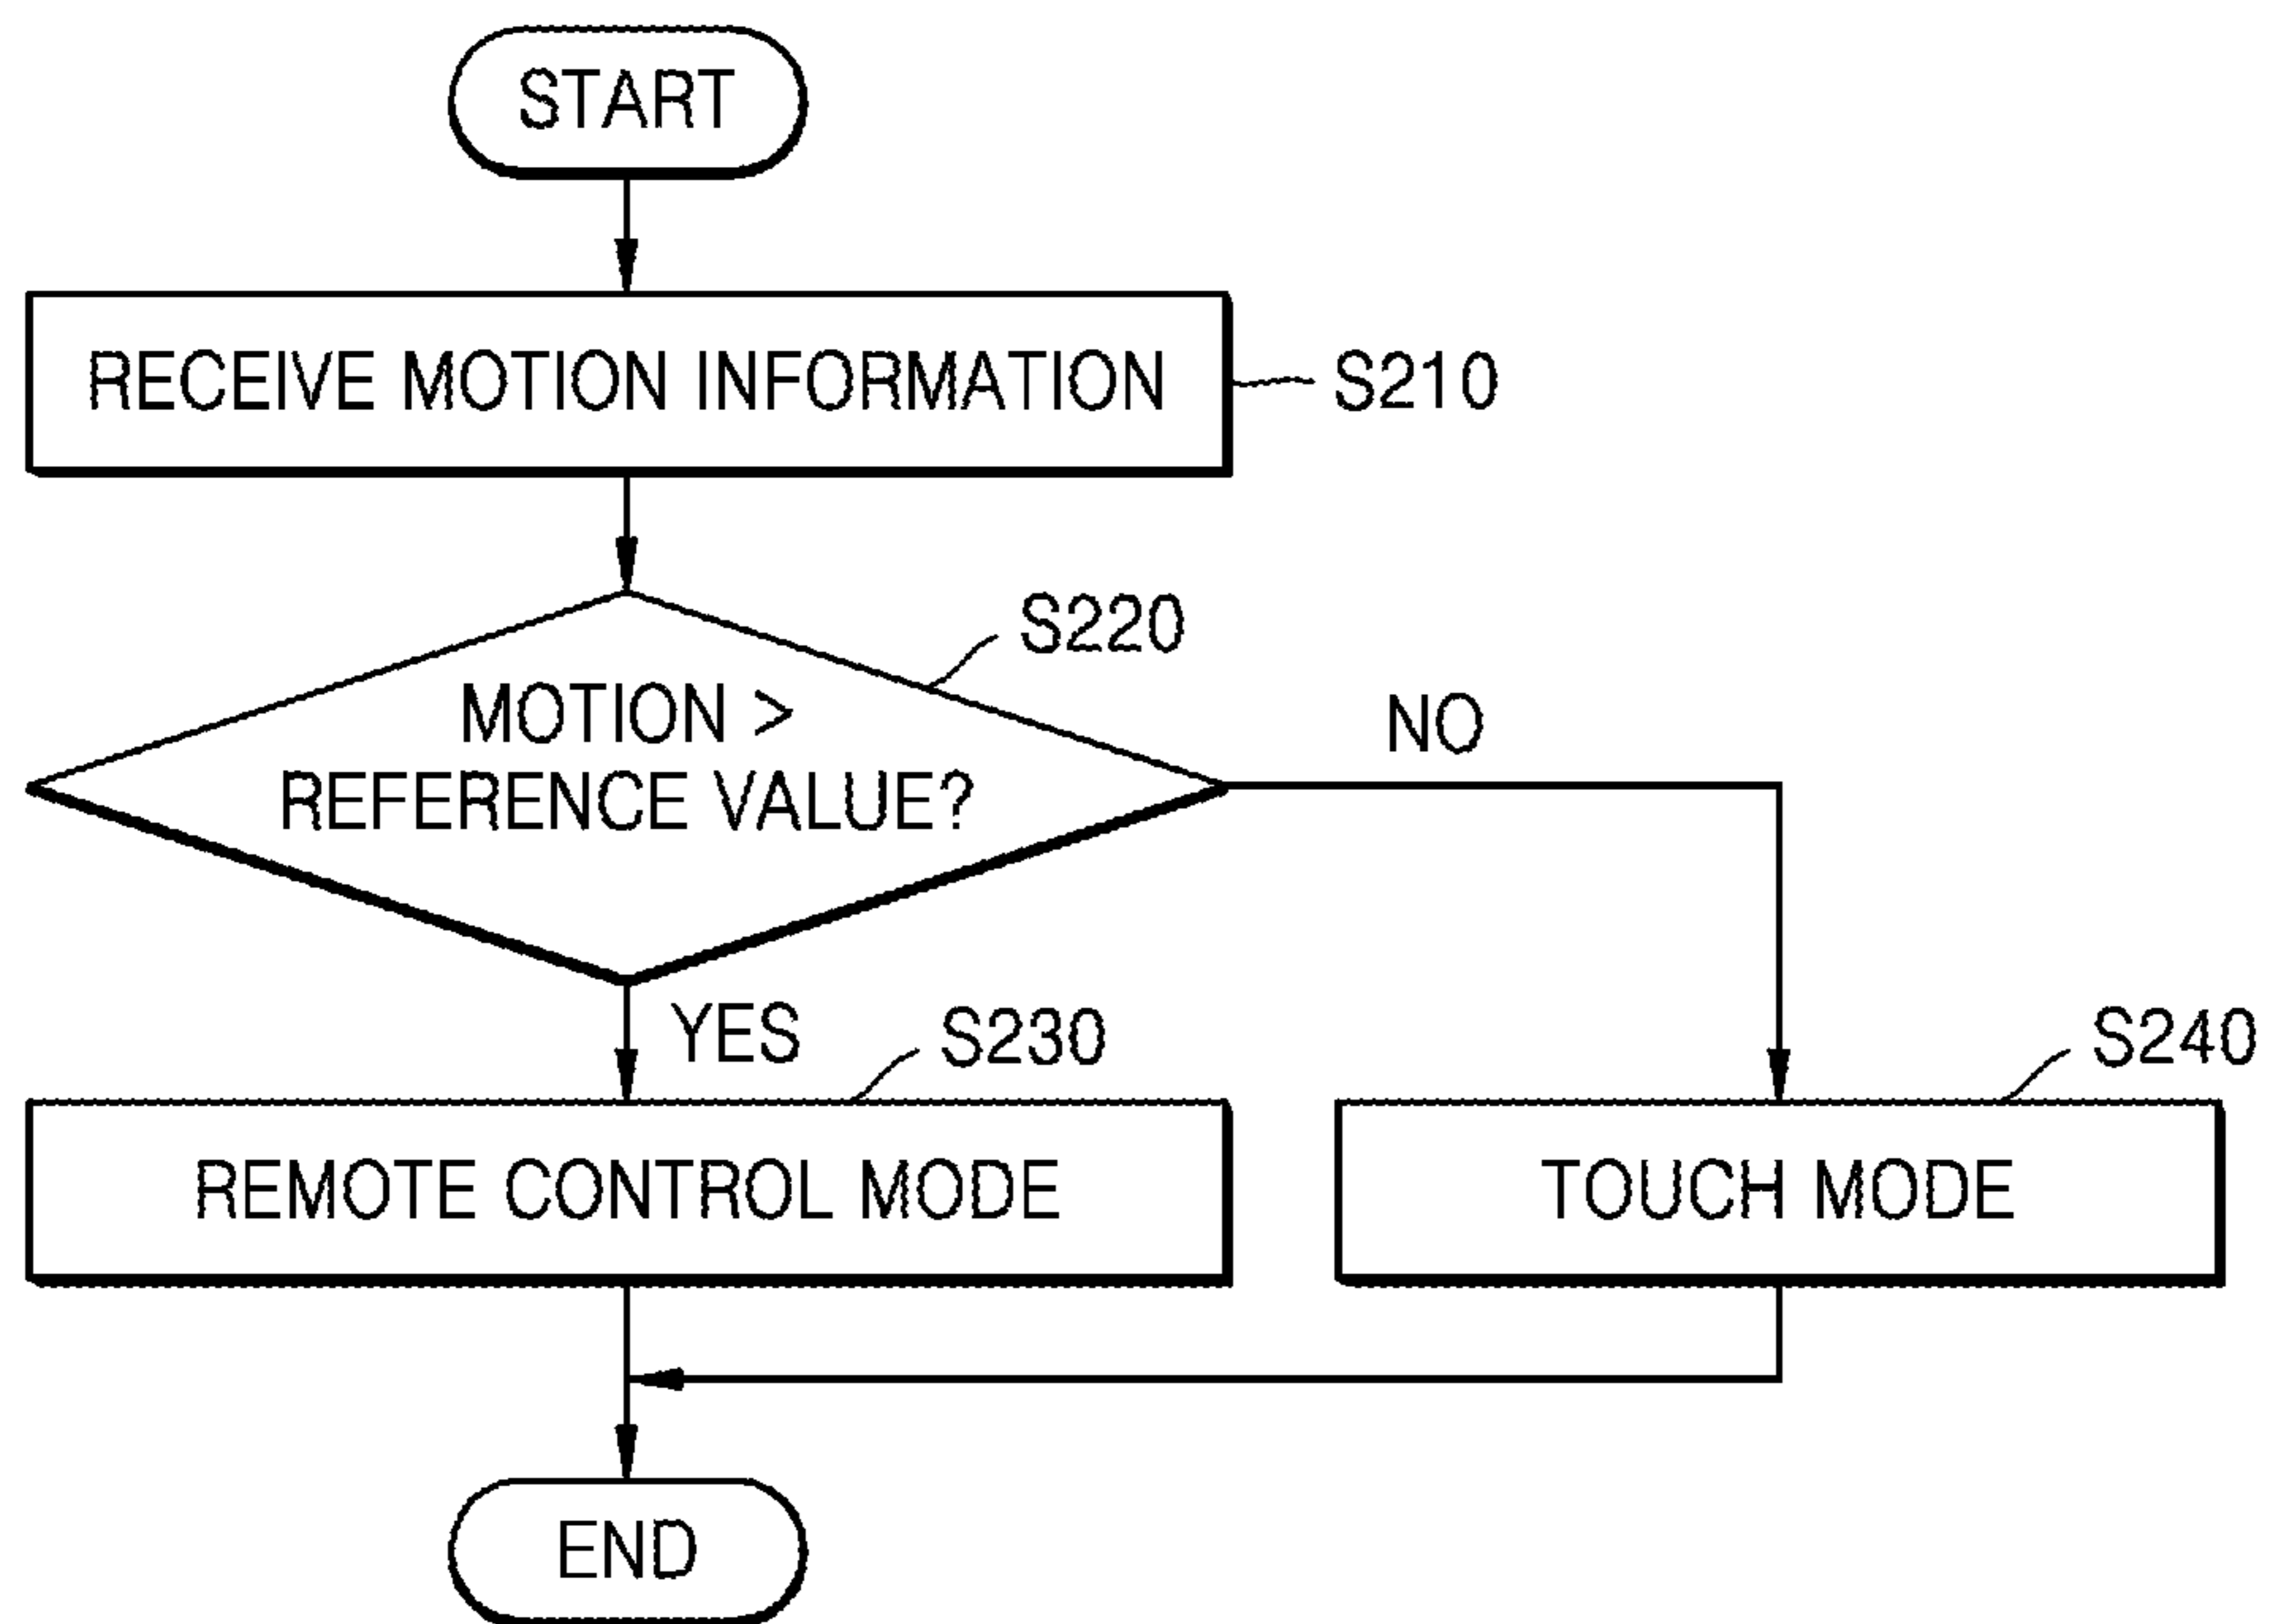 START
RECEIVE MOTION INFORMATION
S210
S220
MOTION >
REFERENCE VALUE?
NO
YES
S230
S240
REMOTE CONTROL MODE
TOUCH MODE
END